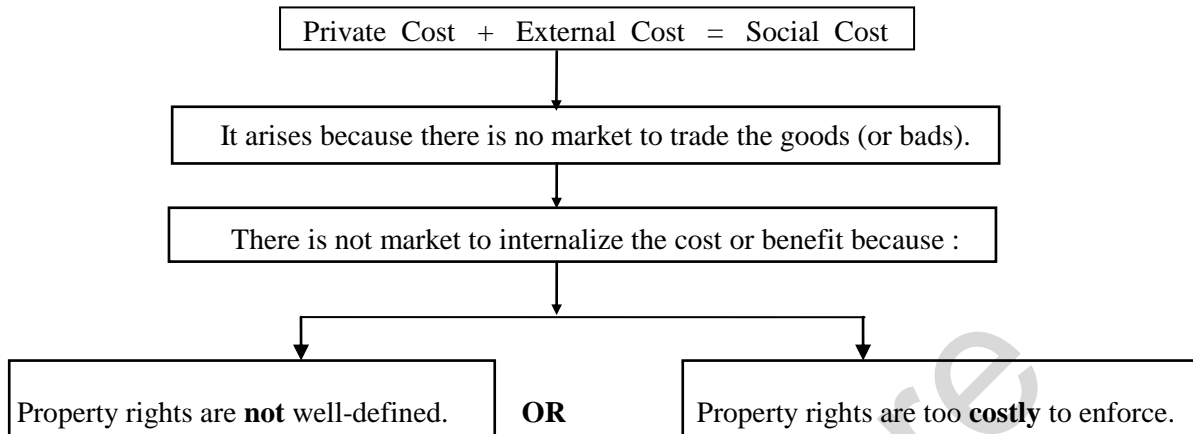 Private Cost + External Cost = Social Cost
It arises because there is no market to trade the goods (or bads).
There is not market to internalize the cost or benefit because :
Property rights are not well-defined. OR Property rights are too costly to enforce.
re